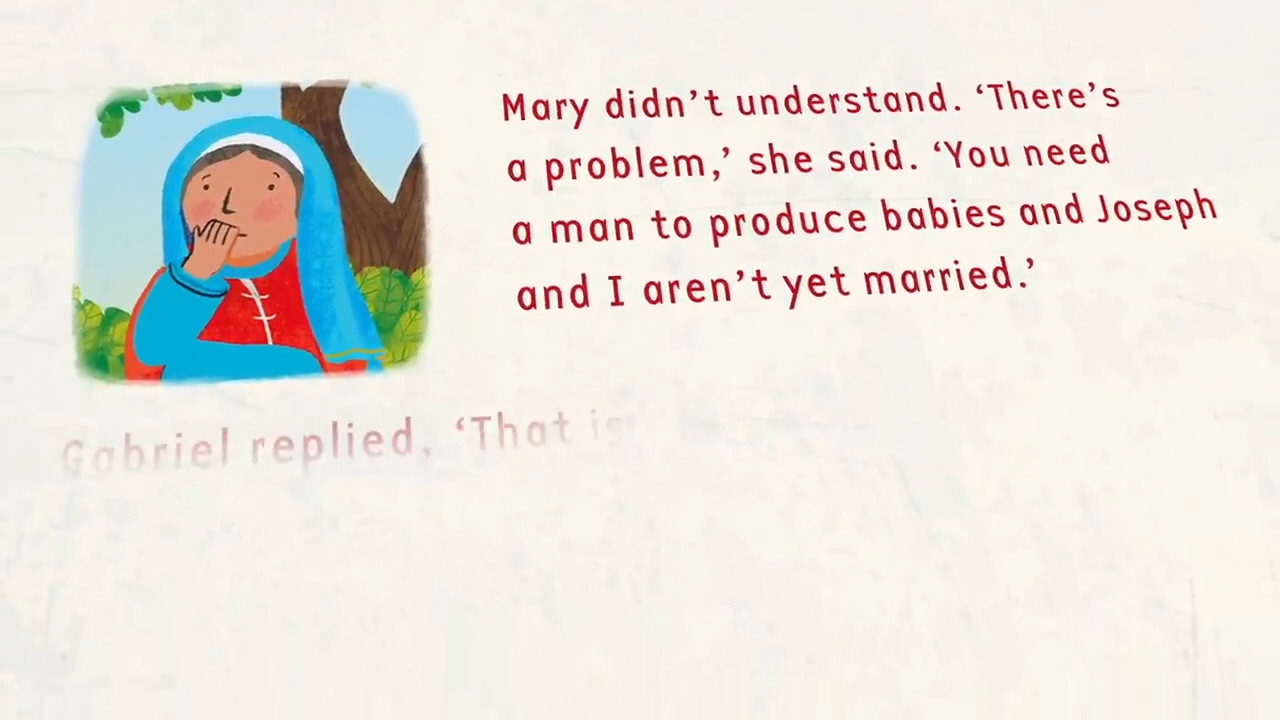 Mary didn’t understand. ‘There’s
a problem,’ she said. ‘You need
a man to produce babies and Joseph
and I aren’t yet married.’
Gabriel replied, ‘That is